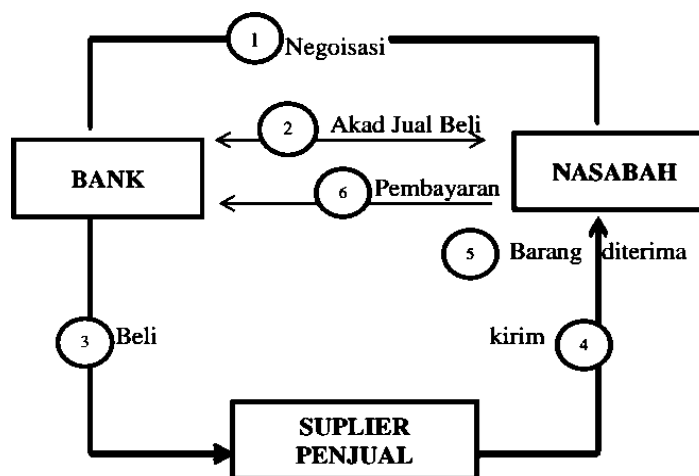 1 Negoisasi
2 Akad Jual Beli
BANK
NASABAH
6 Pembayaran
5 Barang diterima
3 Beli
kirim 4
SUPLIER
PENJUAL